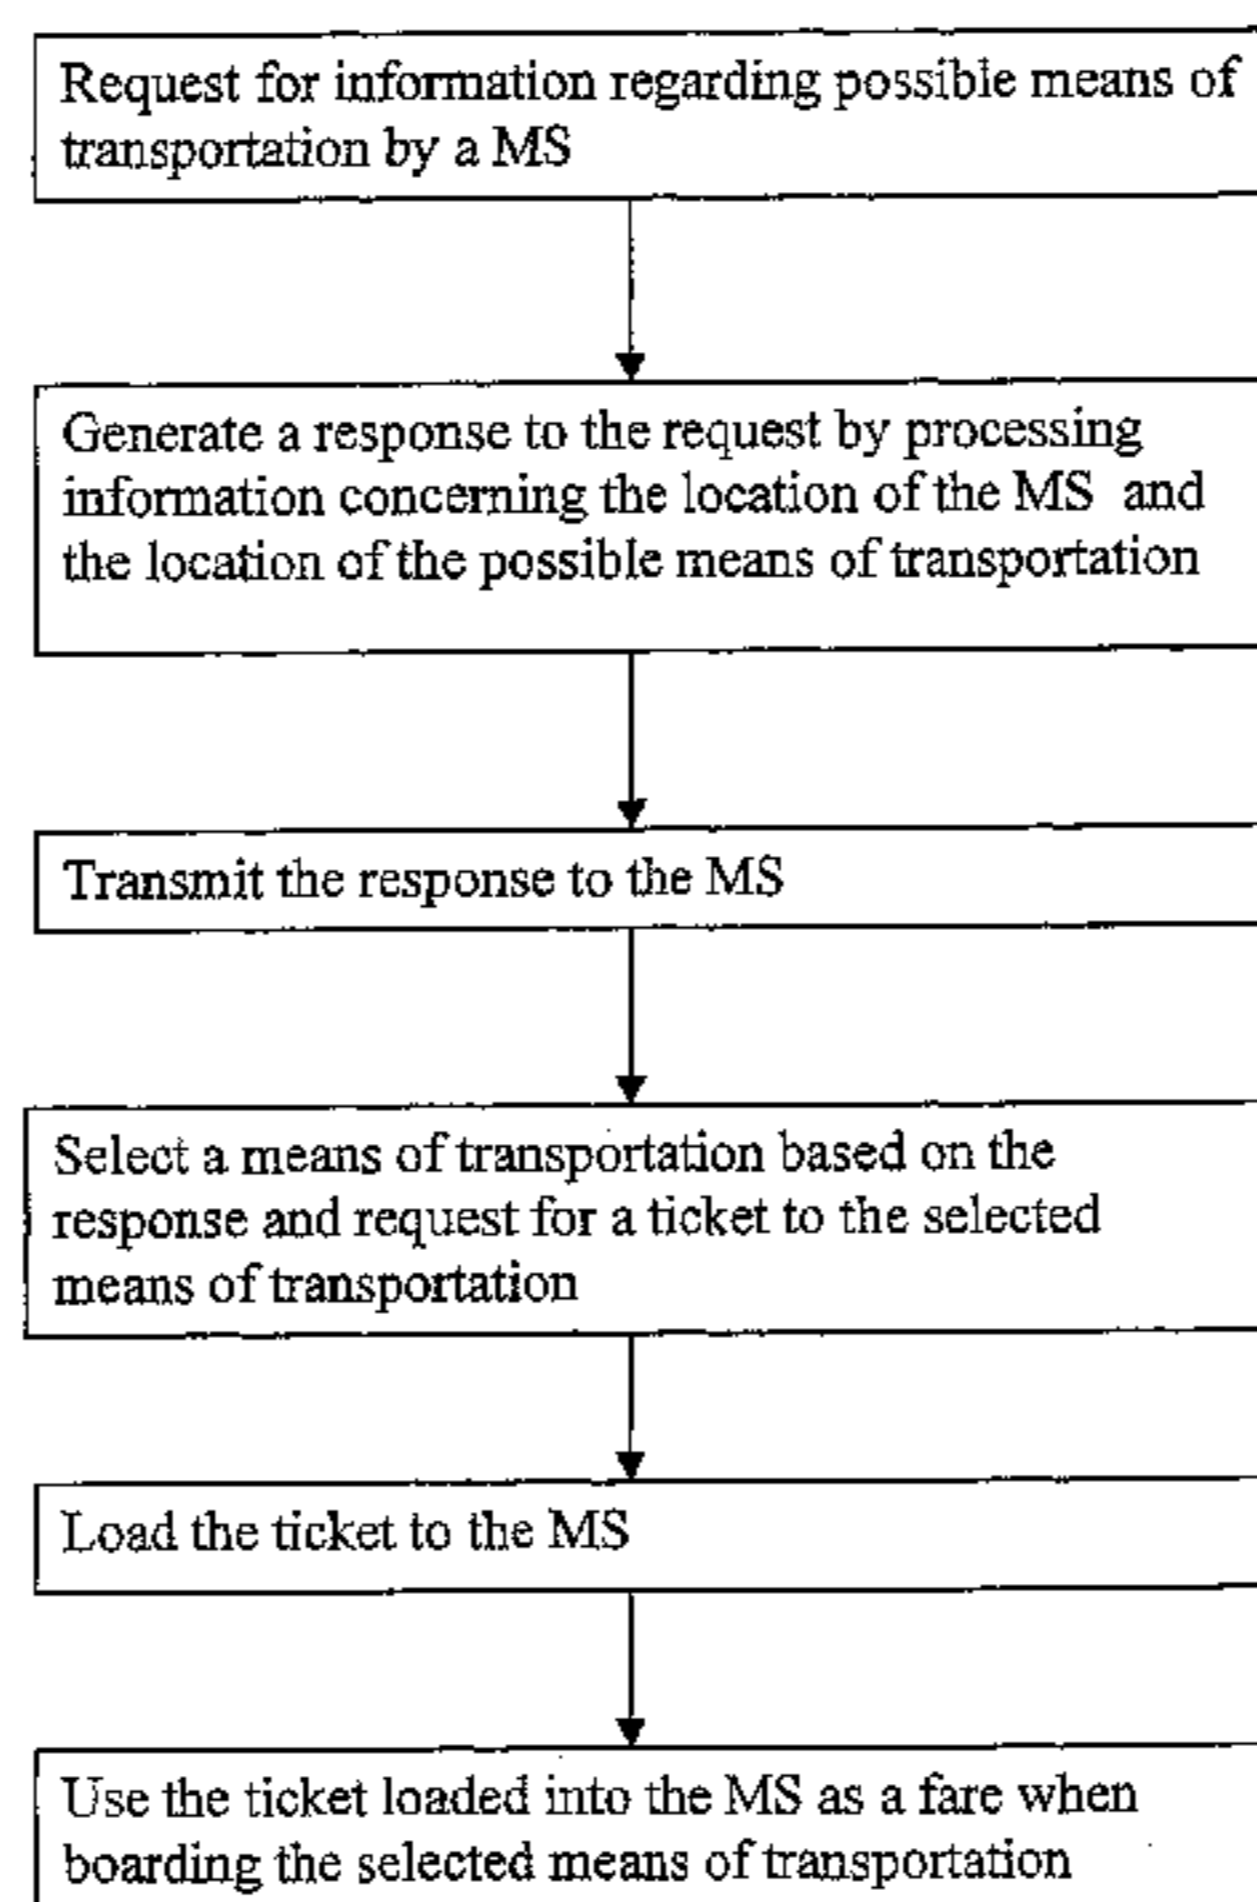 Request for information regarding possible means of
transportation by a MS
Generate a response to the request by processing
information concerning the location of the MS and
the location of the possible means of transportation
Transmit the response to the MS
Select a means of transportation based on the
response and request for a ticket to the selected
means of transportation
Load the ticket to the MS
Use the ticket loaded into the MS as a fare when
boarding the selected means of transportation